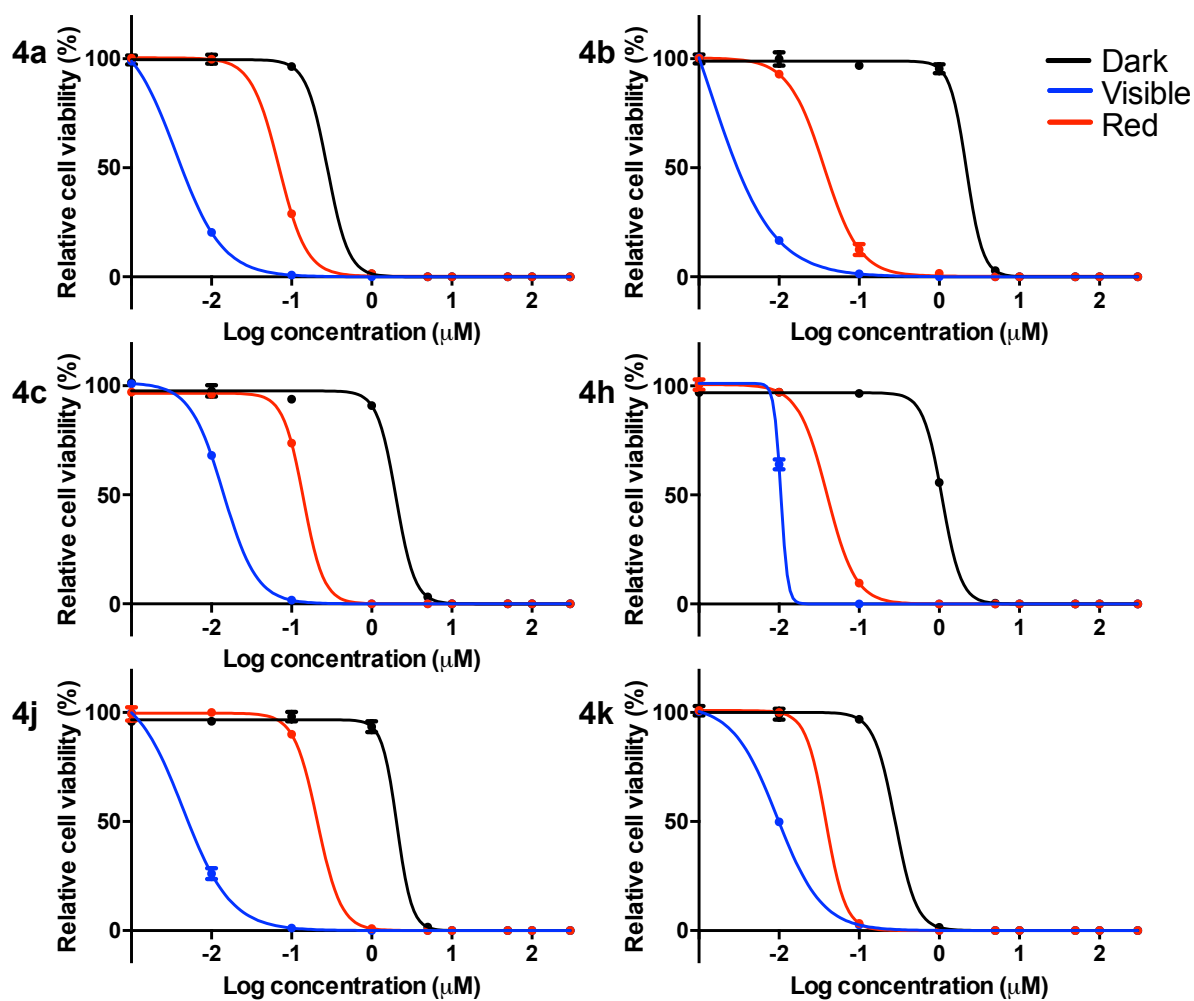 4a
Relative cell viability (%)
100
50
0
-2 -1 0 1 2
Log concentration (μM)
4b
Relative cell viability (%)
100
50
0
-2 -1 0 1 2
Log concentration (μM)
Dark
Visible
Red
4c
Relative cell viability (%)
100
50
0
-2 -1 0 1 2
Log concentration (μM)
4h
Relative cell viability (%)
100
50
0
-2 -1 0 1 2
Log concentration (μM)
4j
Relative cell viability (%)
100
50
0
-2 -1 0 1 2
Log concentration (μM)
4k
Relative cell viability (%)
100
50
0
-2 -1 0 1 2
Log concentration (μM)